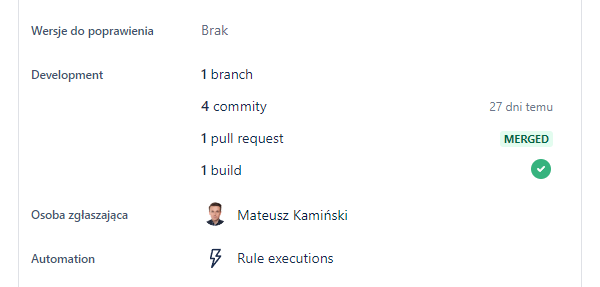 Wersje do poprawienia Brak
Development 1 branch
4 commity 27 dni temu
1 pull request MERGED
1 build
Osoba zgłaszająca Mateusz Kamiński
Automation Rule executions